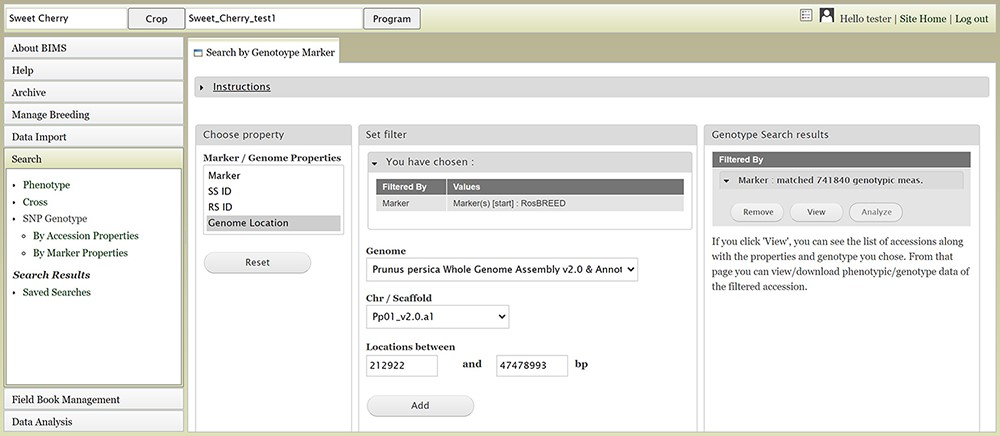 Sweet Cherry Crop Sweet_Cherry_test1 Program Hello tester | Site Home | Log out
About BIMS
Help
Archive
Manage Breeding
Data Import
Search
Phenotype
Cross
SNP Genotype
By Accession Properties
By Marker Properties
Search Results
Saved Searches
Field Book Management
Data Analysis
Search by Genotoype Marker
Instructions
Choose property
Marker / Genome Properties
Marker
SS ID
RS ID
Genome Location
Reset
Set filter
You have chosen :
Filtered By Values
Marker Marker(s) [start] : RosBREED
Genome
Prunus persica Whole Genome Assembly v2.0 & Annot
Chr / Scaffold
Pp01_v2.0.a1
Locations between
212922 and 47478993 bp
Add
Genotype Search results
Filtered By
Marker : matched 741840 genotypic meas.
Remove View Analyze
If you click 'View', you can see the list of accessions along
with the properties and genotype you chose. From that
page you can view/download phenotypic/genotype data of
the filtered accession.